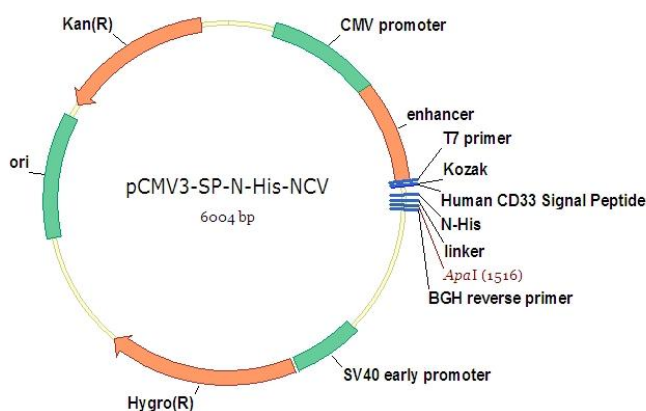 Kan(R)
CMV promoter
enhancer
T7 primer
Kozak
Human CD33 Signal Peptide
N-His
linker
ApaI (1516)
BGH reverse primer
SV40 early promoter
Hygro(R)
ori
pCMV3-SP-N-His-NCV
6004 bp